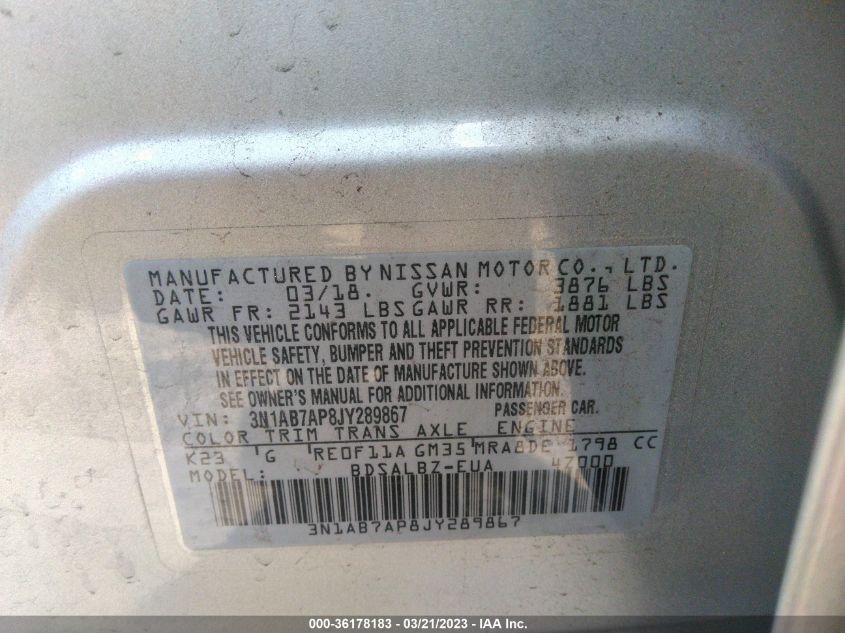 MANUFACTURED BY NISSAN MOTOR CO., LTD.
DATE: 03/18. GVWR: 3876 LBS
GAWR FR: 2143 LBS GAWR RR: 1881 LBS
THIS VEHICLE CONFORMS TO ALL APPLICABLE FEDERAL MOTOR
VEHICLE SAFETY, BUMPER AND THEFT PREVENTION STANDARDS
IN EFFECT ON THE DATE OF MANUFACTURE SHOWN ABOVE.
SEE OWNER'S MANUAL FOR ADDITIONAL INFORMATION.
VIN: 3N1AB7AP8JY289867 PASSENGER CAR.
COLOR TRIM TRANS AXLE ENGINE
K23 G RE0F11A GM35 MRA8DE 1798 CC
MODEL: BDSALBZ-EUA 47000
3N1AB7AP8JY289867
000-36178183 - 03/21/2023 - IAA Inc.